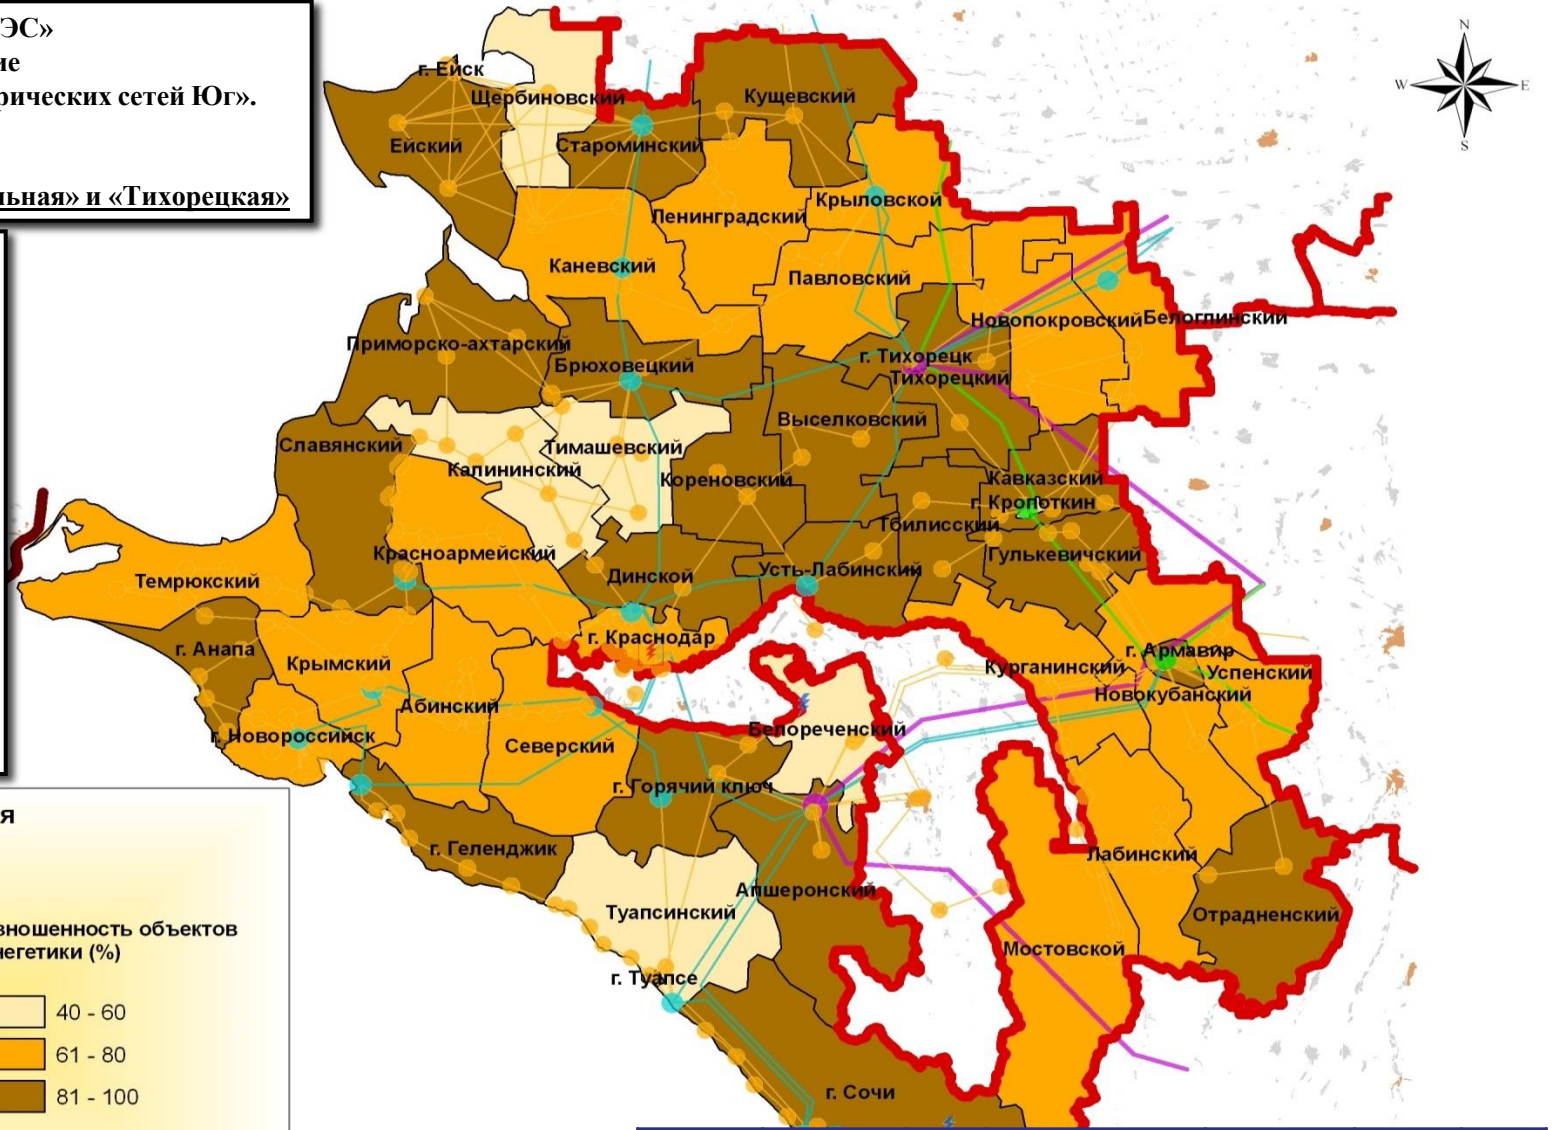 ЭС»
ие
рических сетей Юг».
льная» и «Тихорецкая»
N
W
E
S
г. Ейск
Щербиновский
Кущевский
Ейский
Староминский
Крыловской
Ленинградский
Каневский
Павловский
Новопокровский
Белоглинский
Приморско-ахтарский
Брюховецкий
г. Тихорецк
Тихорецкий
Выселковский
Славянский
Тимашевский
Калининский
Кореновский
Кавказский
г. Кропоткин
Тбилисский
Красноармейский
Гулькевичский
Темрюкский
Динской
Усть-Лабинский
г. Краснодар
г. Анапа
Крымский
Курганинский
г. Армавир
Успенский
Новокубанский
Абинский
Белореченский
г. Новороссийск
Северский
г. Горячий ключ
г. Геленджик
Лабинский
Апшеронский
Туапсинский
Отрадненский
Мостовской
г. Туапсе
г. Сочи
я
зношенность объектов
негетики (%)
40 - 60
61 - 80
81 - 100